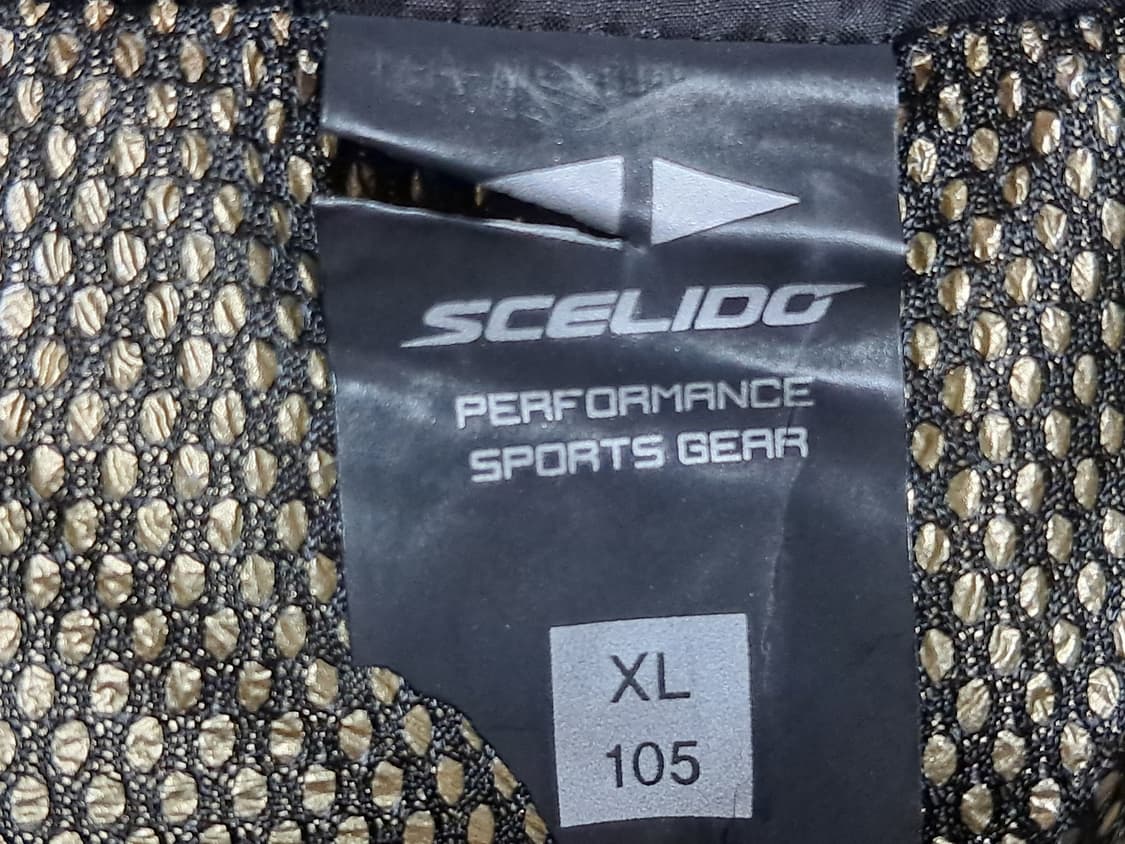 SCELIDO
PERFORMANCE
SPORTS GEAR
XL
105